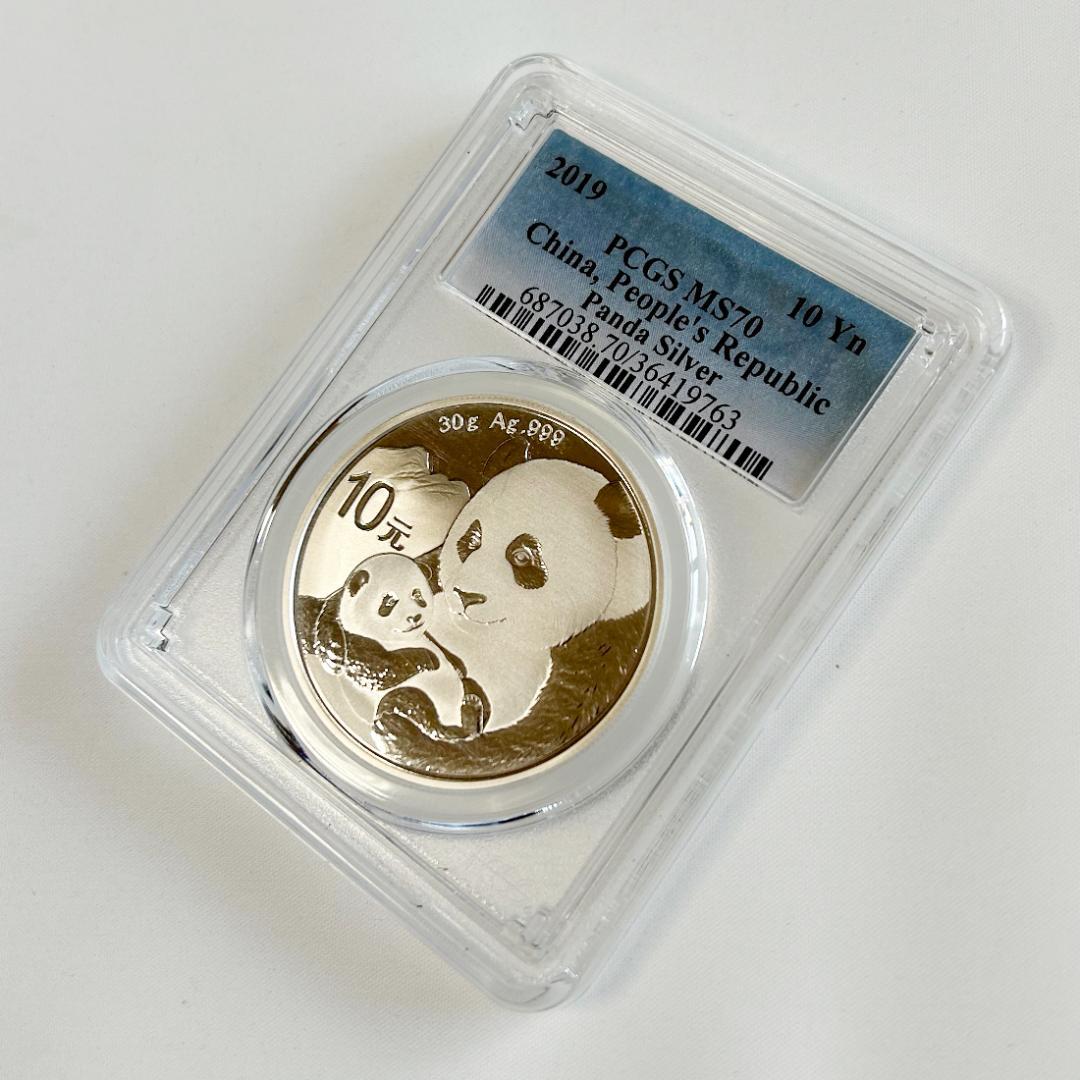 2019
PCGS MS70 10 Yn
China, People's Republic
Panda Silver
687038.70/36419763
30g Ag.999
10元